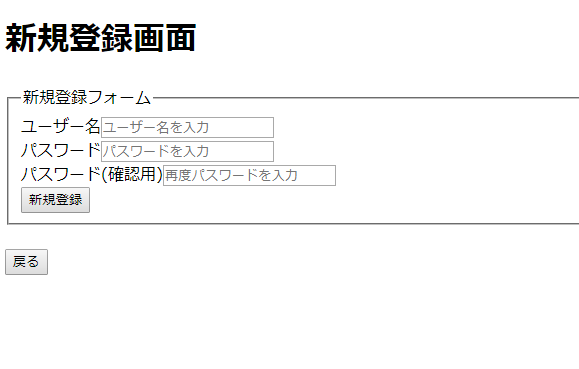 新規登録画面
新規登録フォーム
ユーザー名 ユーザー名を入力
パスワード パスワードを入力
パスワード(確認用) 再度パスワードを入力
新規登録
戻る